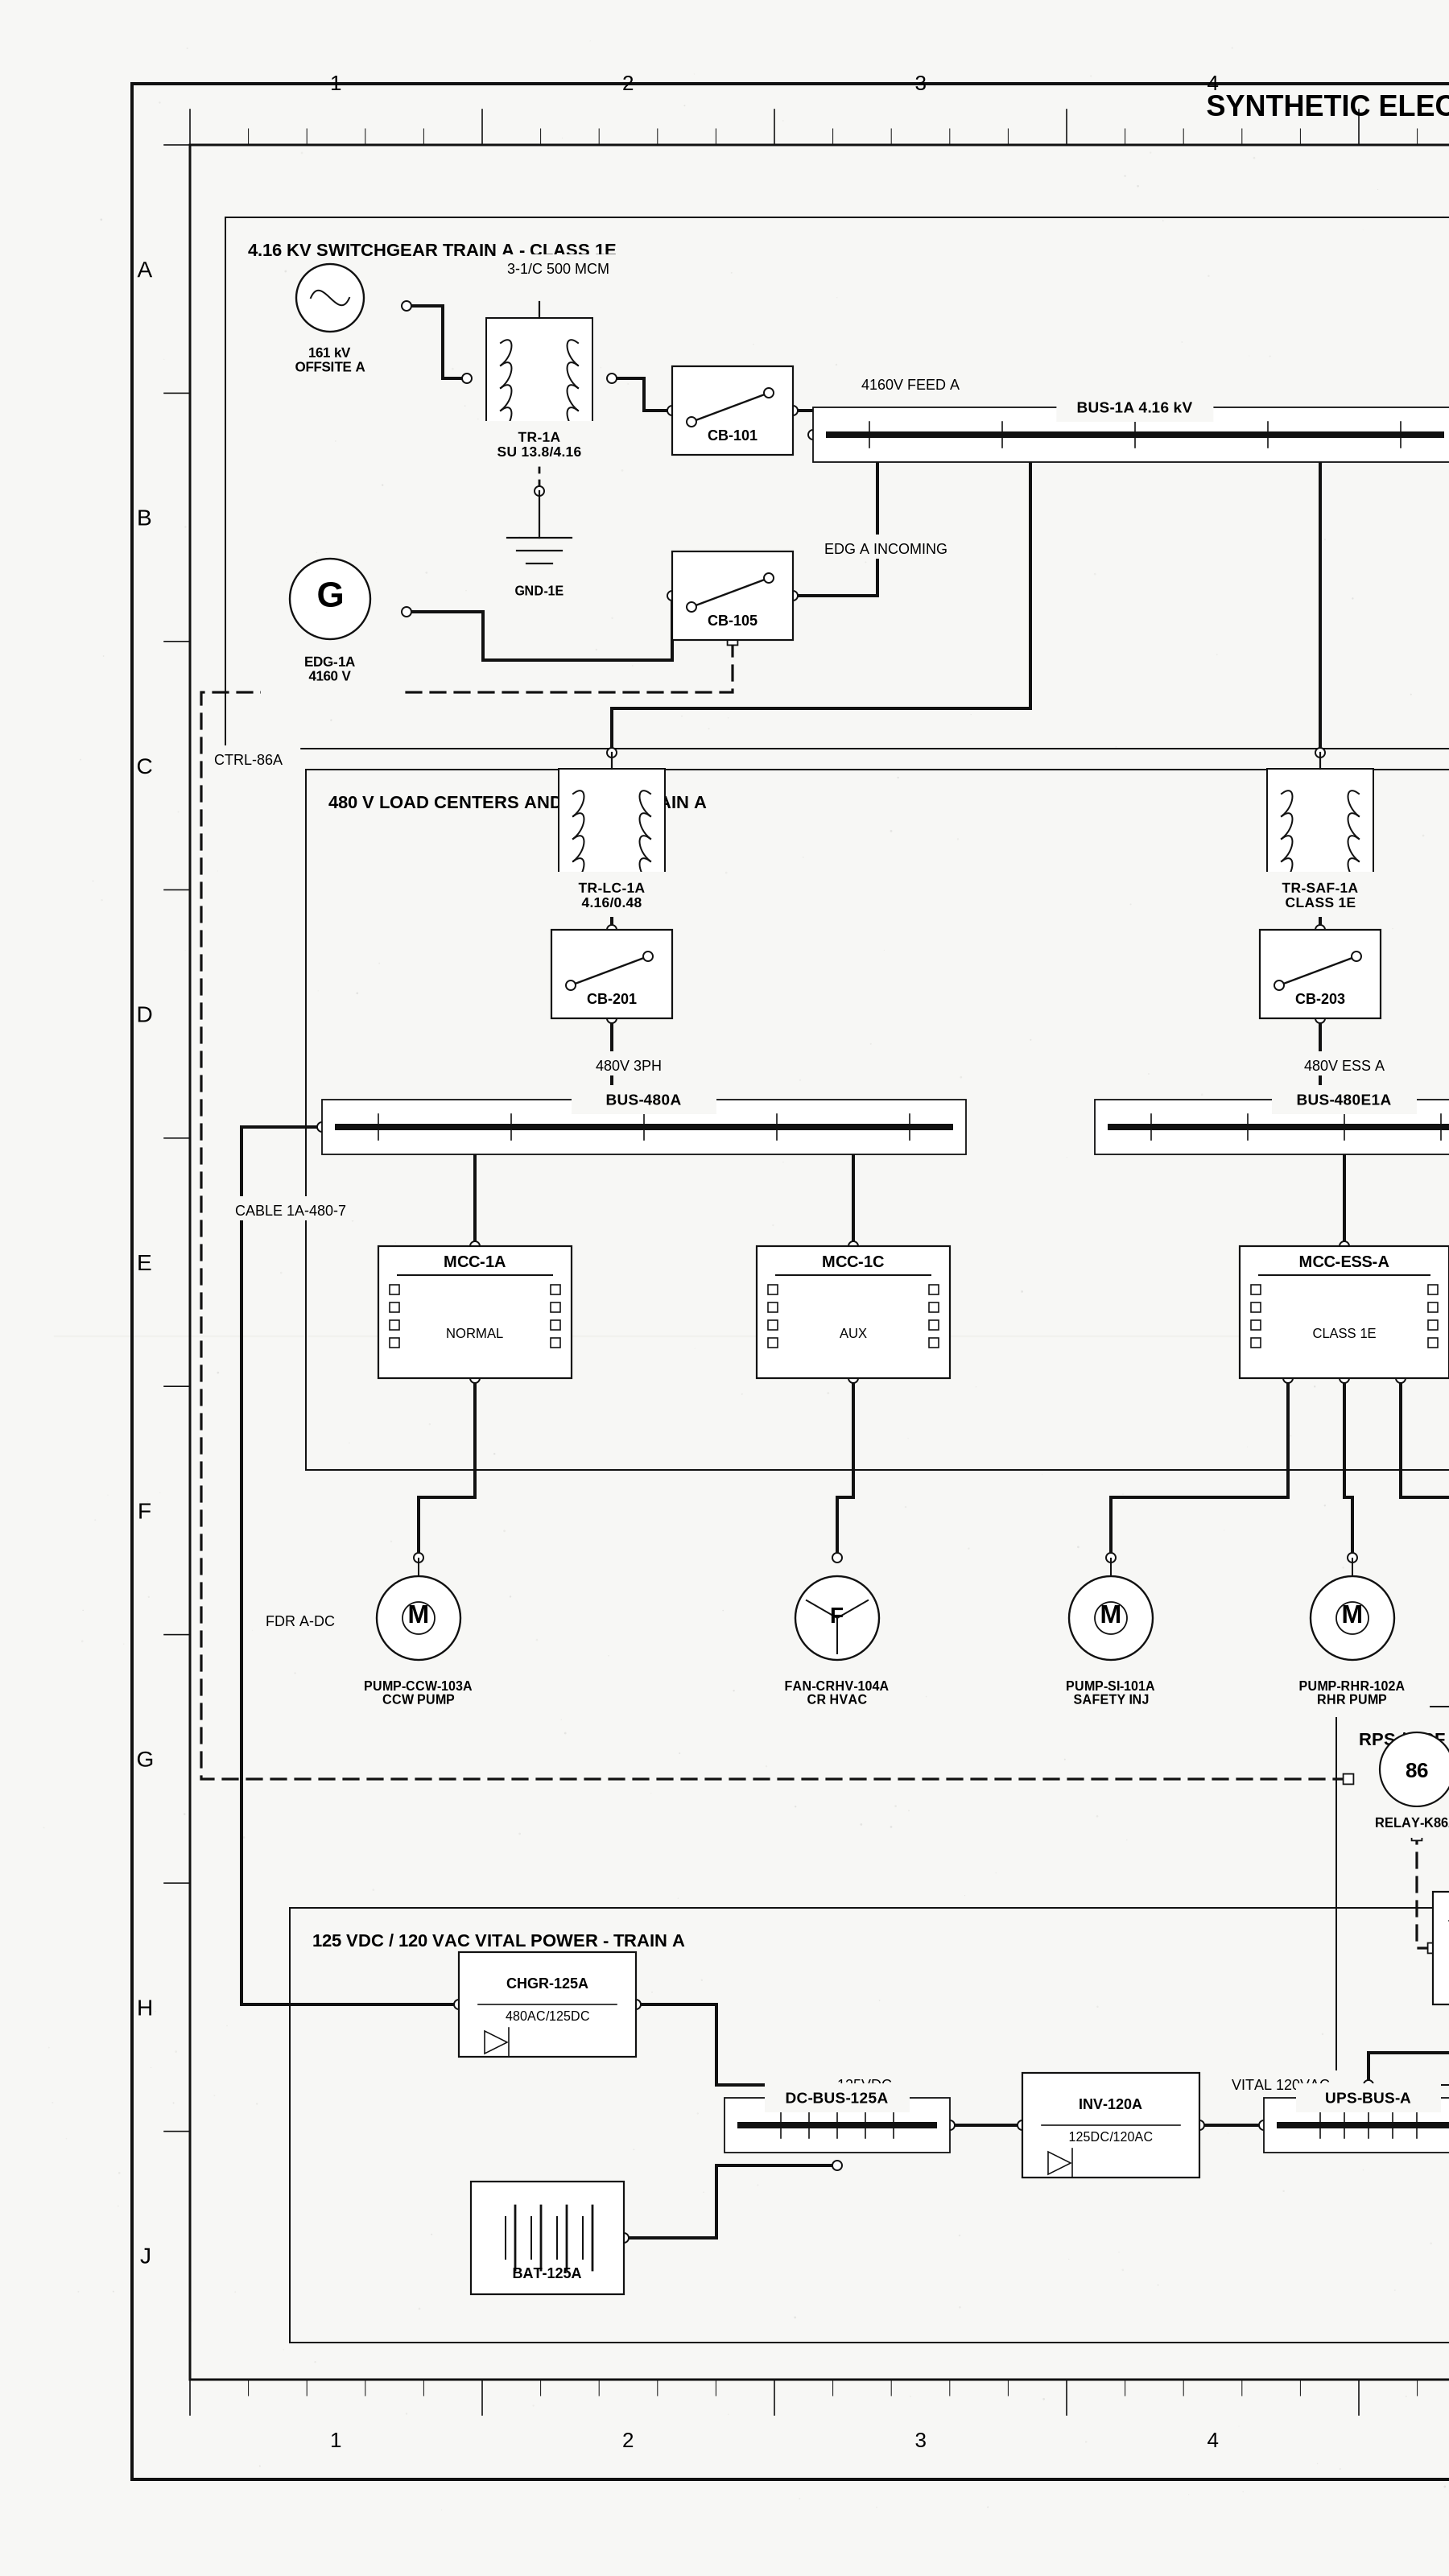 1 2 3 4
SYNTHETIC ELEC
A
4.16 KV SWITCHGEAR TRAIN A - CLASS 1E
3-1/C 500 MCM
161 kV
OFFSITE A
4160V FEED A
BUS-1A 4.16 kV
CB-101
TR-1A
SU 13.8/4.16
B
EDG A INCOMING
GND-1E
G
CB-105
EDG-1A
4160 V
C
CTRL-86A
480 V LOAD CENTERS AND AIN A
TR-LC-1A
4.16/0.48
TR-SAF-1A
CLASS 1E
D
CB-201
CB-203
480V 3PH
480V ESS A
BUS-480A
BUS-480E1A
CABLE 1A-480-7
E
MCC-1A
MCC-1C
MCC-ESS-A
NORMAL
AUX
CLASS 1E
F
M
F
M
M
FDR A-DC
PUMP-CCW-103A
CCW PUMP
FAN-CRHV-104A
CR HVAC
PUMP-SI-101A
SAFETY INJ
PUMP-RHR-102A
RHR PUMP
G
RPS
86
RELAY-K86
125 VDC / 120 VAC VITAL POWER - TRAIN A
H
CHGR-125A
480AC/125DC
125VDC
VITAL 120VAC
DC-BUS-125A
INV-120A
125DC/120AC
UPS-BUS-A
J
BAT-125A
1 2 3 4